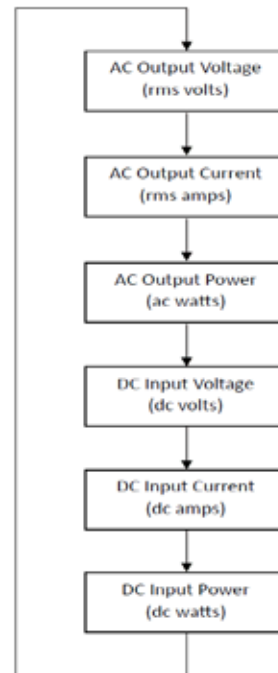 AC Output Voltage
(rms volts)
AC Output Current
(rms amps)
AC Output Power
(ac watts)
DC Input Voltage
(dc volts)
DC Input Current
(dc amps)
DC Input Power
(dc watts)